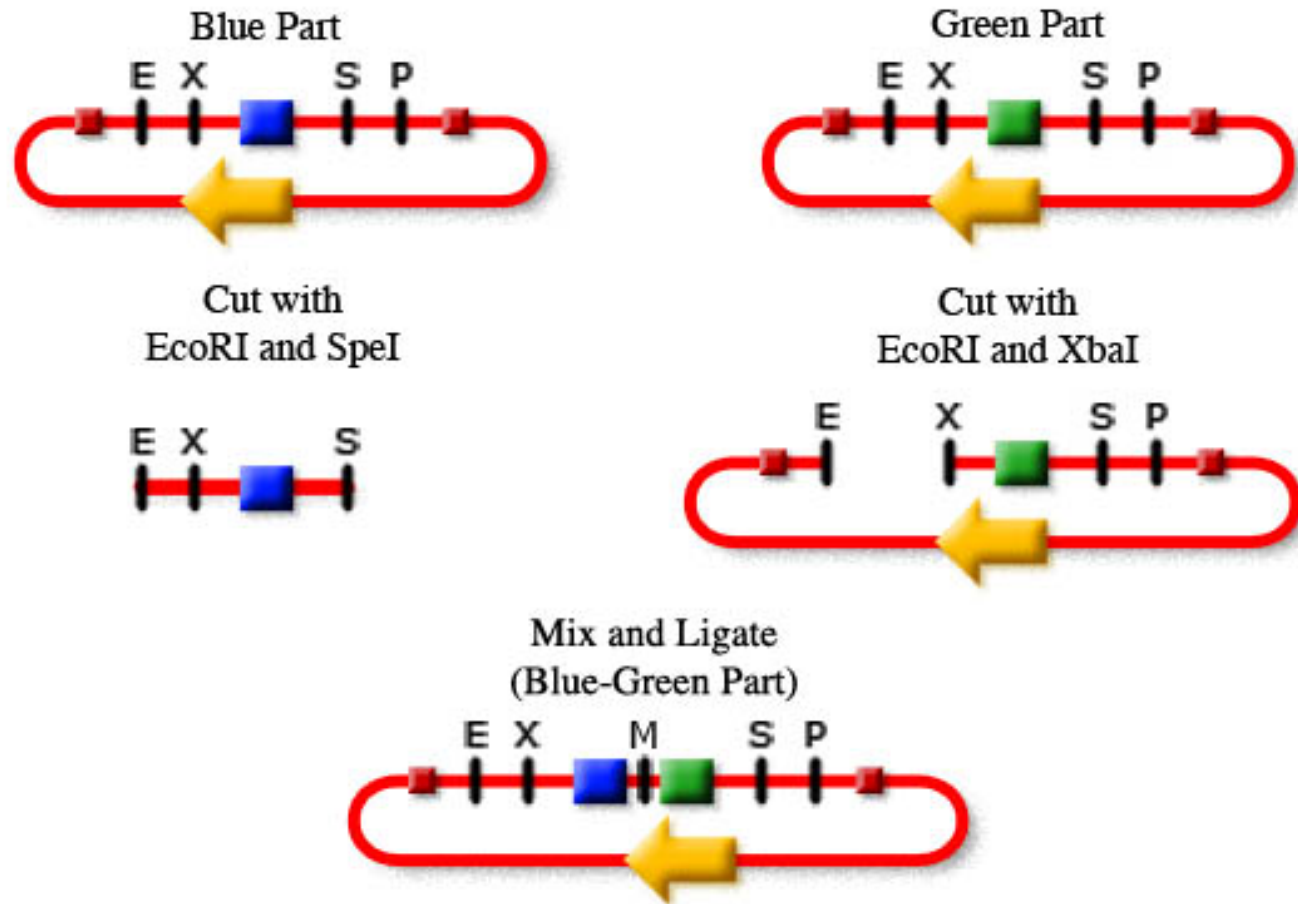 Blue Part
E X S P
Green Part
E X S P
Cut with
EcoRI and SpeI
E X S
Cut with
EcoRI and XbaI
E X S P
Mix and Ligate
(Blue-Green Part)
E X M S P